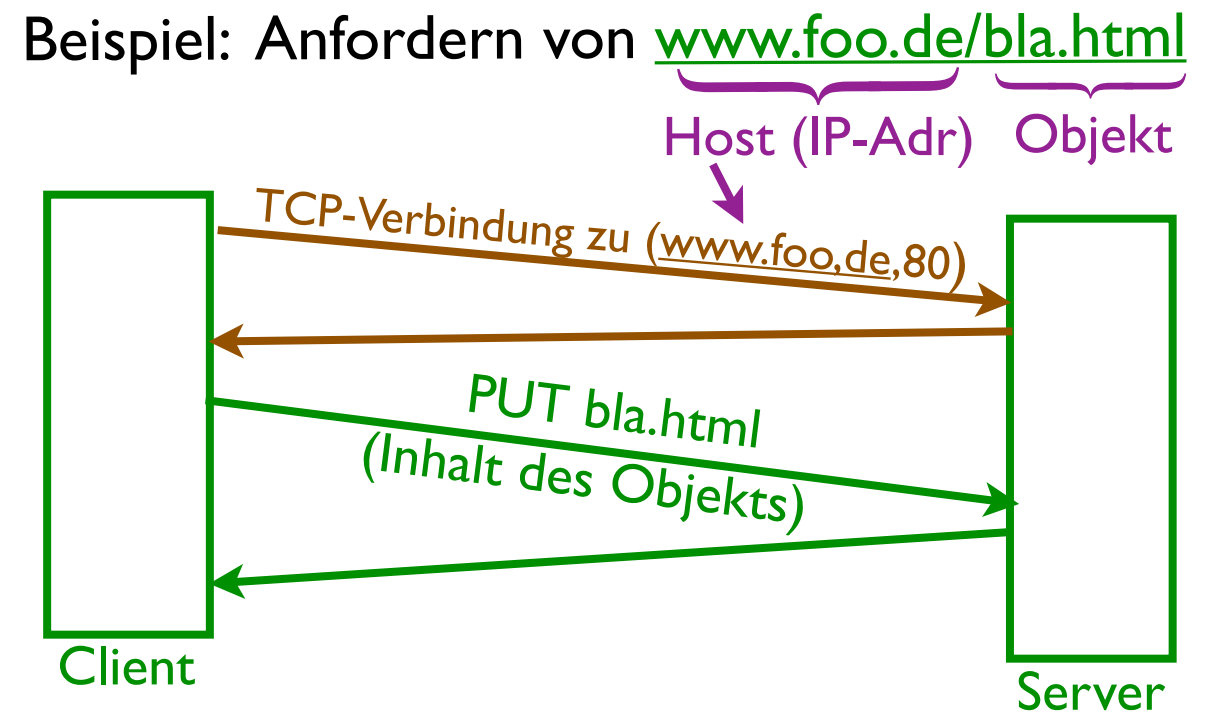 Beispiel: Anfordern von www.foo.de/bla.html
Host (IP-Adr) Objekt
TCP-Verbindung zu (www.foo,de,80)
PUT bla.html
(Inhalt des Objekts)
Client
Server